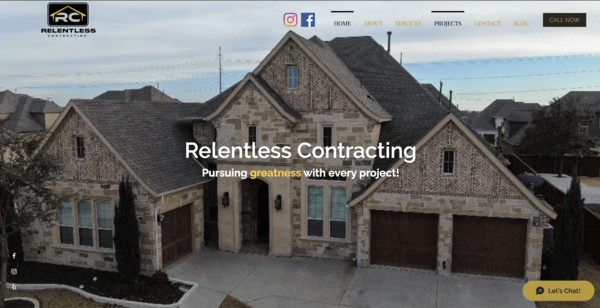 RC
RELENTLESS
CONTRACTING
HOME
ABOUT
SERVICES
PROJECTS
CONTACT
BLOG
CALL NOW
Relentless Contracting
Pursuing greatness with every project!
Let's Chat!